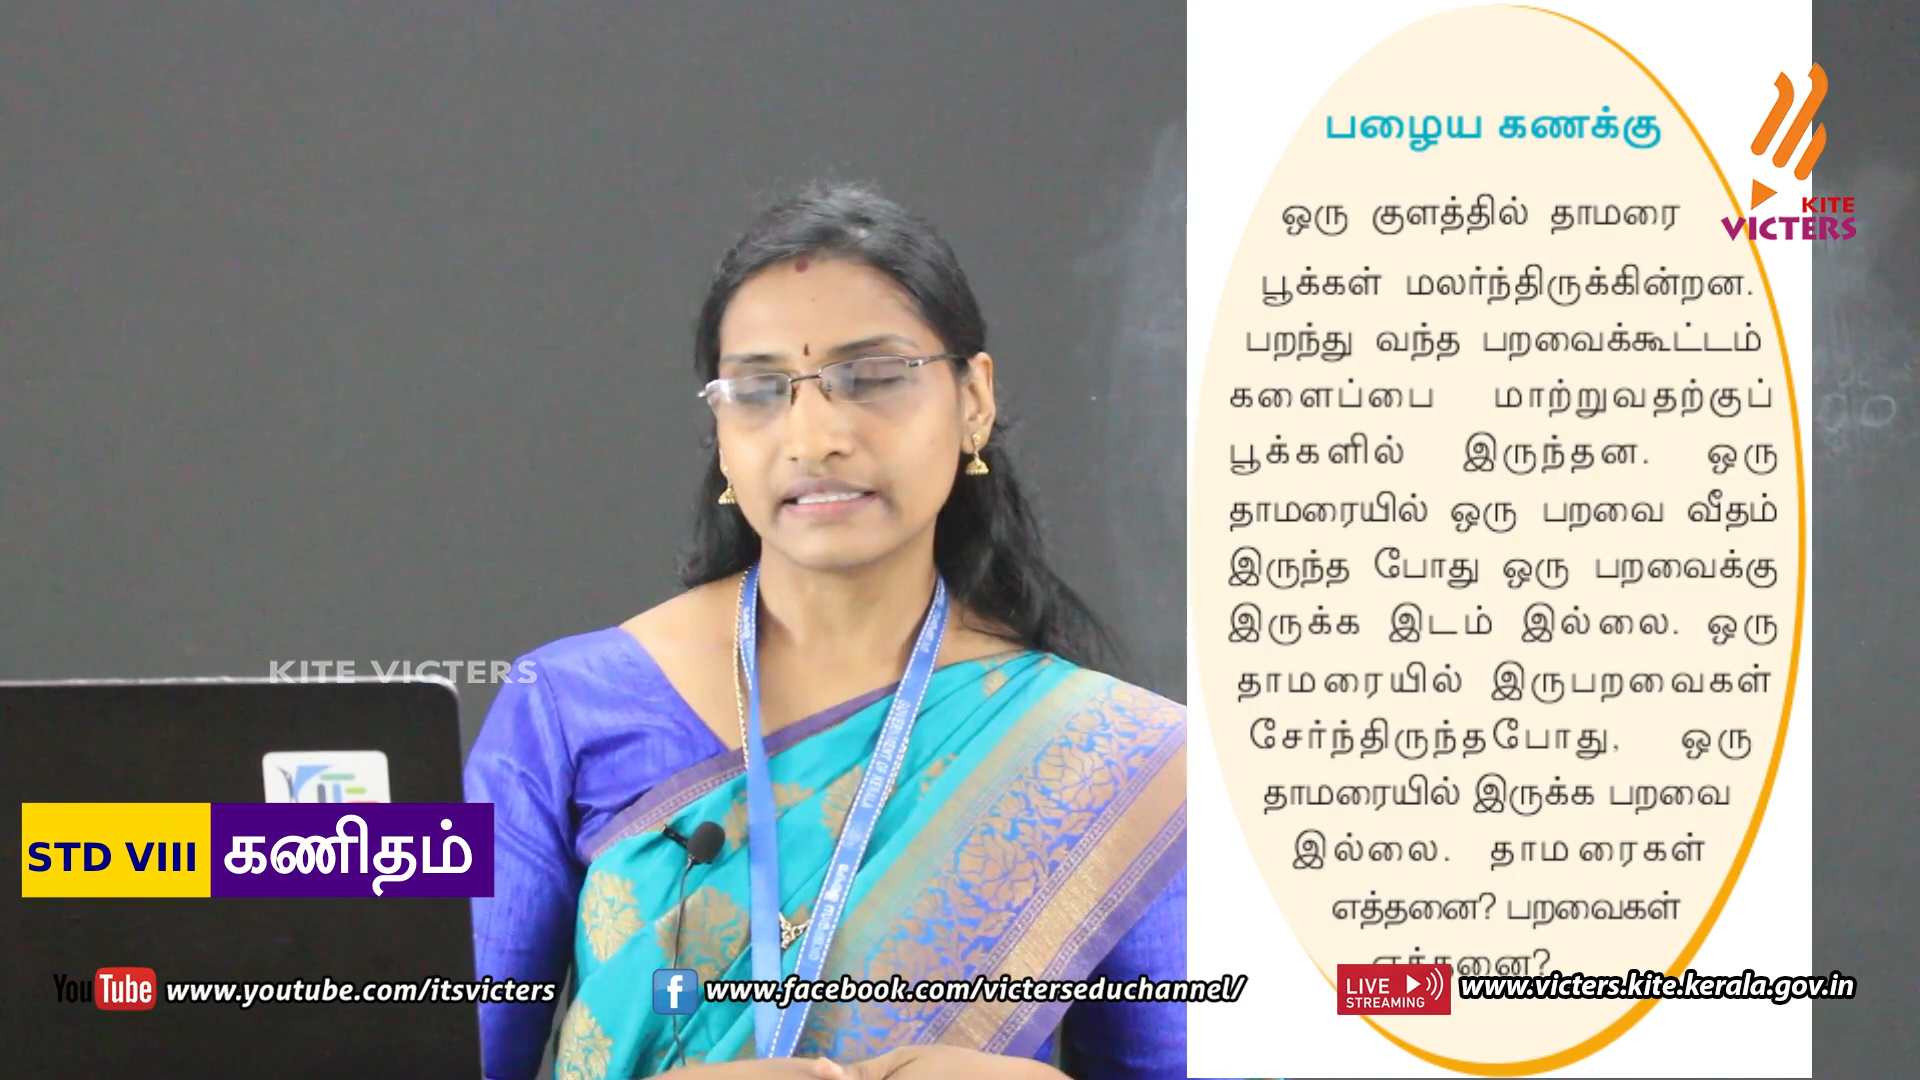 பழைய கணக்கு
ஒரு குளத்தில் தாமரை
பூக்கள் மலர்ந்திருக்கின்றன.
பறந்து வந்த பறவைக்கூட்டம்
களைப்பை மாற்றுவதற்குப்
பூக்களில் இருந்தன. ஒரு
தாமரையில் ஒரு பறவை வீதம்
இருந்த போது ஒரு பறவைக்கு
இருக்க இடம் இல்லை. ஒரு
தாமரையில் இருபறவைகள்
சேர்ந்திருந்தபோது, ஒரு
தாமரையில் இருக்க பறவை
இல்லை. தாமரைகள்
எத்தனை? பறவைகள்
எத்தனை?
KITE
VICTERS
KITE VICTERS
STD VIII கணிதம்
YouTube www.youtube.com/itsvicters
f www.facebook.com/victerseduchannel/
LIVE STREAMING www.victers.kite.kerala.gov.in